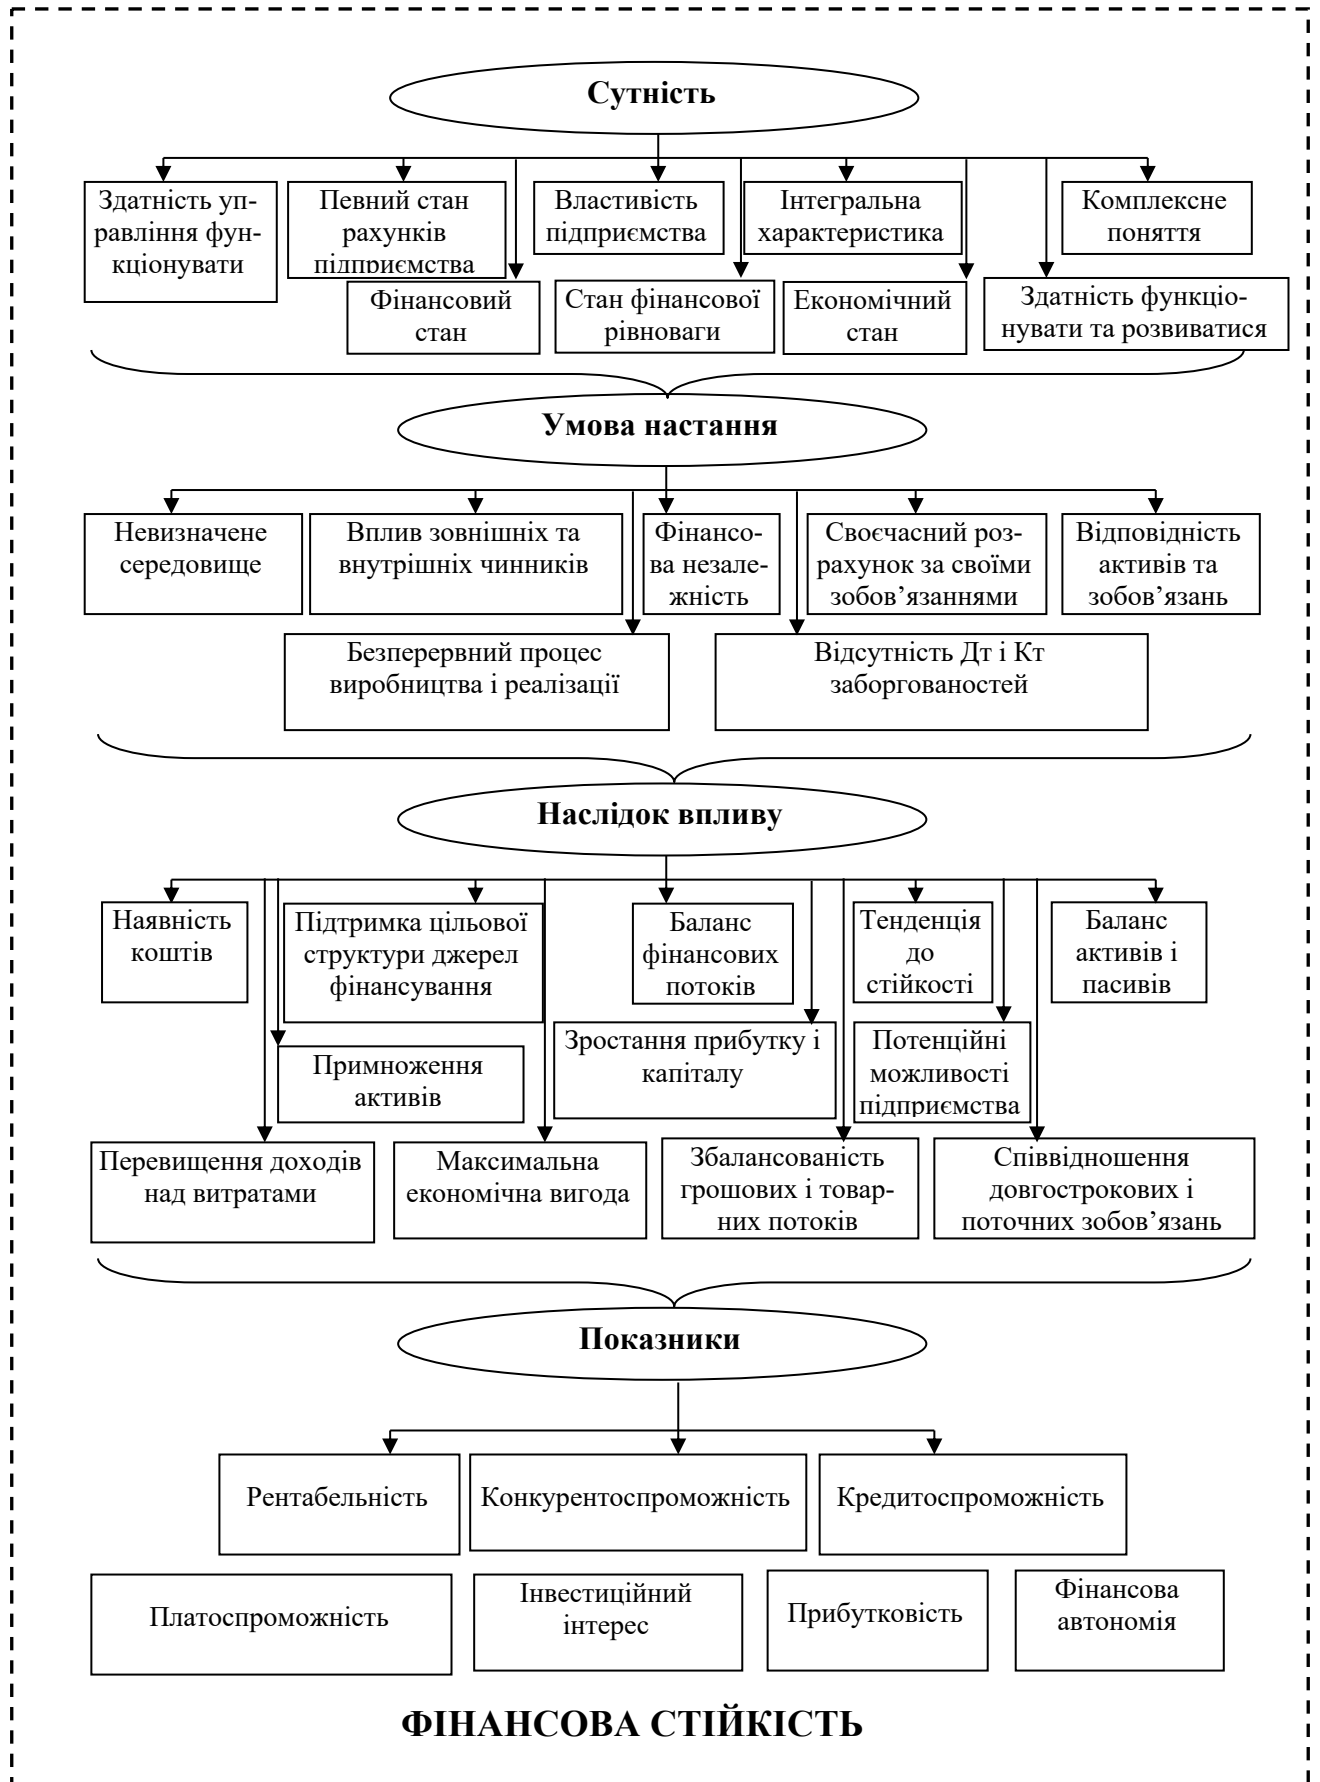 Сутність
Здатність уп-
равління фун-
кціонувати
Певний стан
рахунків
підприємства
Властивість
підприємства
Інтегральна
характеристика
Комплексне
поняття
Фінансовий
стан
Стан фінансової
рівноваги
Економічний
стан
Здатність функціо-
нувати та розвиватися
Умова настання
Невизначене
середовище
Вплив зовнішніх та
внутрішніх чинників
Фінансо-
ва незале-
жність
Своєчасний роз-
рахунок за своїми
зобов’язаннями
Відповідність
активів та
зобов’язань
Безперервний процес
виробництва і реалізації
Відсутність Дт і Кт
заборгованостей
Наслідок впливу
Наявність
коштів
Підтримка цільової
структури джерел
фінансування
Баланс
фінансових
потоків
Тенденція
до
стійкості
Баланс
активів і
пасивів
Примноження
активів
Зростання прибутку і
капіталу
Потенційні
можливості
підприємства
Перевищення доходів
над витратами
Максимальна
економічна вигода
Збалансованість
грошових і товар-
них потоків
Співвідношення
довгострокових і
поточних зобов’язань
Показники
Рентабельність
Конкурентоспроможність
Кредитоспроможність
Платоспроможність
Інвестиційний
інтерес
Прибутковість
Фінансова
автономія
ФІНАНСОВА СТІЙКІСТЬ